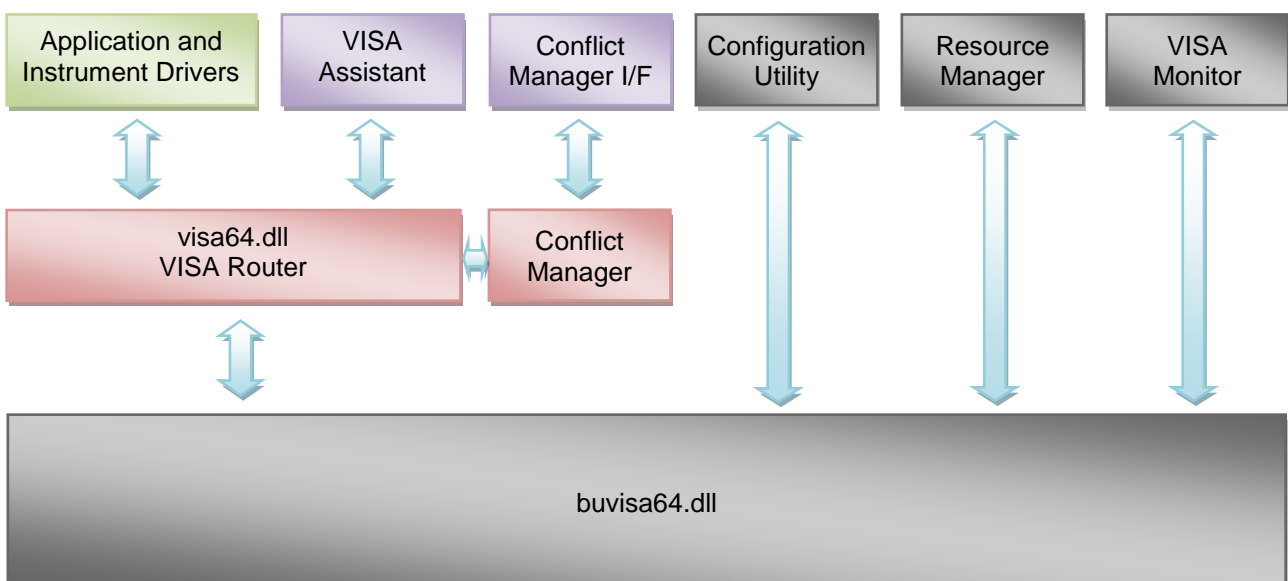 Application and
Instrument Drivers
VISA
Assistant
Conflict
Manager I/F
Configuration
Utility
Resource
Manager
VISA
Monitor
visa64.dll
VISA Router
Conflict
Manager
buvisa64.dll